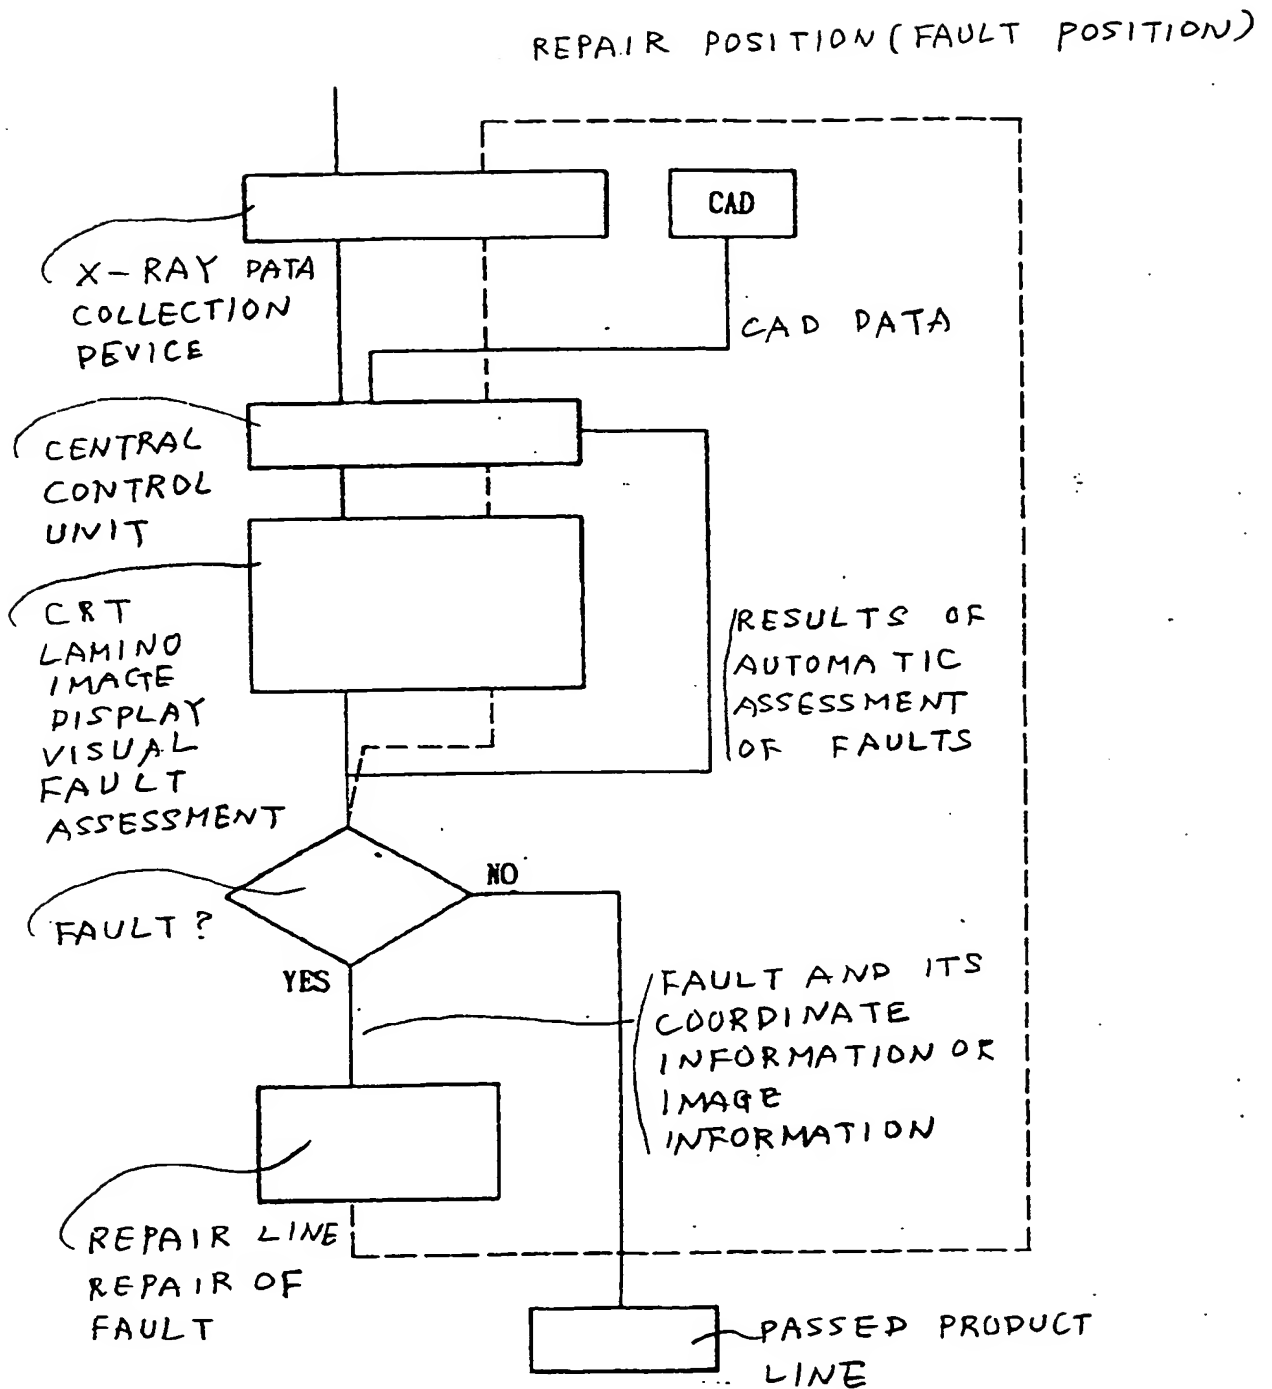 REPAIR POSITION (FAULT POSITION)
CAD
X-RAY DATA
COLLECTION
DEVICE
CAD DATA
CENTRAL
CONTROL
UNIT
CRT
LAMINO
IMAGE
DISPLAY
VISUAL
FAULT
ASSESSMENT
RESULTS OF
AUTOMATIC
ASSESSMENT
OF FAULTS
NO
FAULT?
YES
FAULT AND ITS
COORDINATE
INFORMATION OR
IMAGE
INFORMATION
REPAIR LINE
REPAIR OF
FAULT
PASSED PRODUCT
LINE